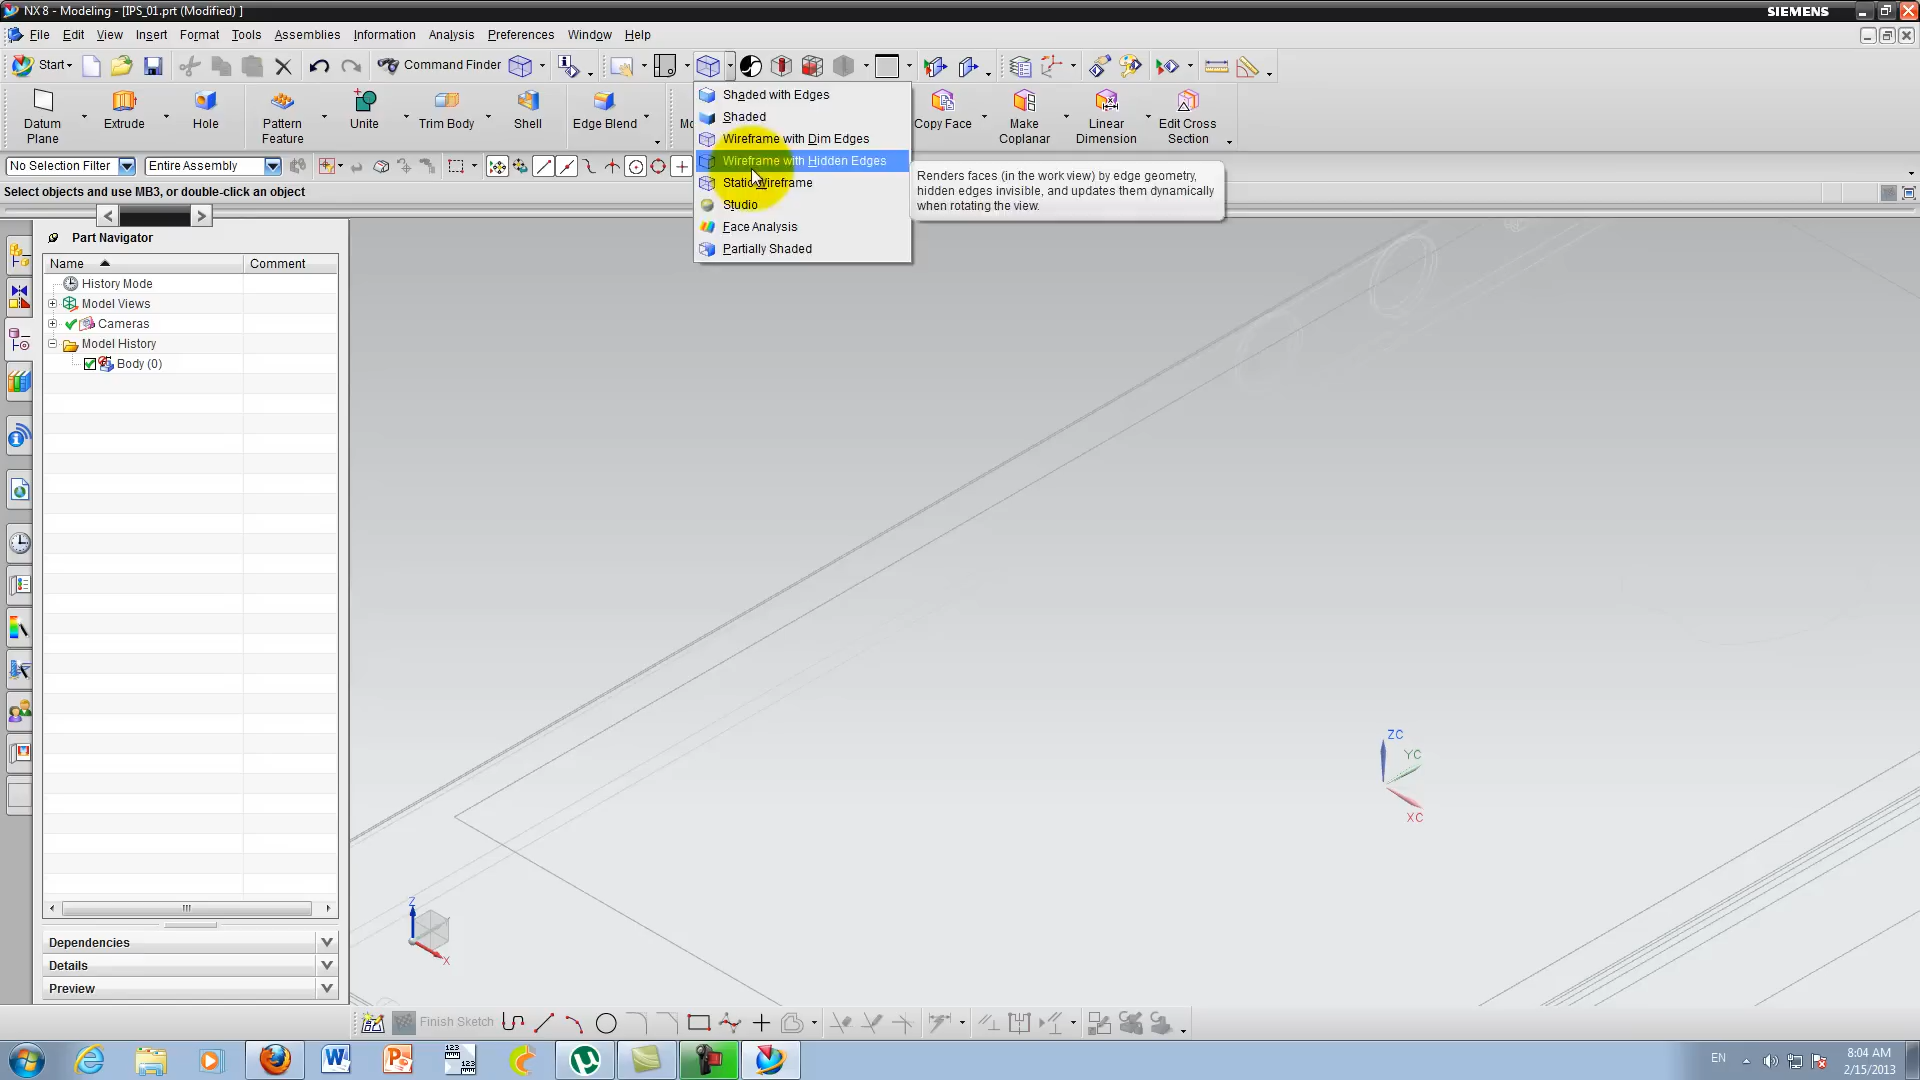 NX 8 - Modeling - [IPS_01.prt (Modified) ]
SIEMENS
File Edit View Insert Format Tools Assemblies Information Analysis Preferences Window Help
Start Command Finder
Datum Plane
Extrude
Hole
Pattern Feature
Unite
Trim Body
Shell
Edge Blend
Mo
Copy Face
Make Coplanar
Linear Dimension
Edit Cross Section
Shaded with Edges
Shaded
Wireframe with Dim Edges
Wireframe with Hidden Edges
Static Wireframe
Studio
Face Analysis
Partially Shaded
Renders faces (in the work view) by edge geometry,
hidden edges invisible, and updates them dynamically
when rotating the view.
No Selection Filter Entire Assembly
Select objects and use MB3, or double-click an object
Part Navigator
Name Comment
History Mode
Model Views
Cameras
Model History
Body (0)
ZC
YC
XC
Z
X
Dependencies
Details
Preview
Finish Sketch
EN
8:04 AM
2/15/2013